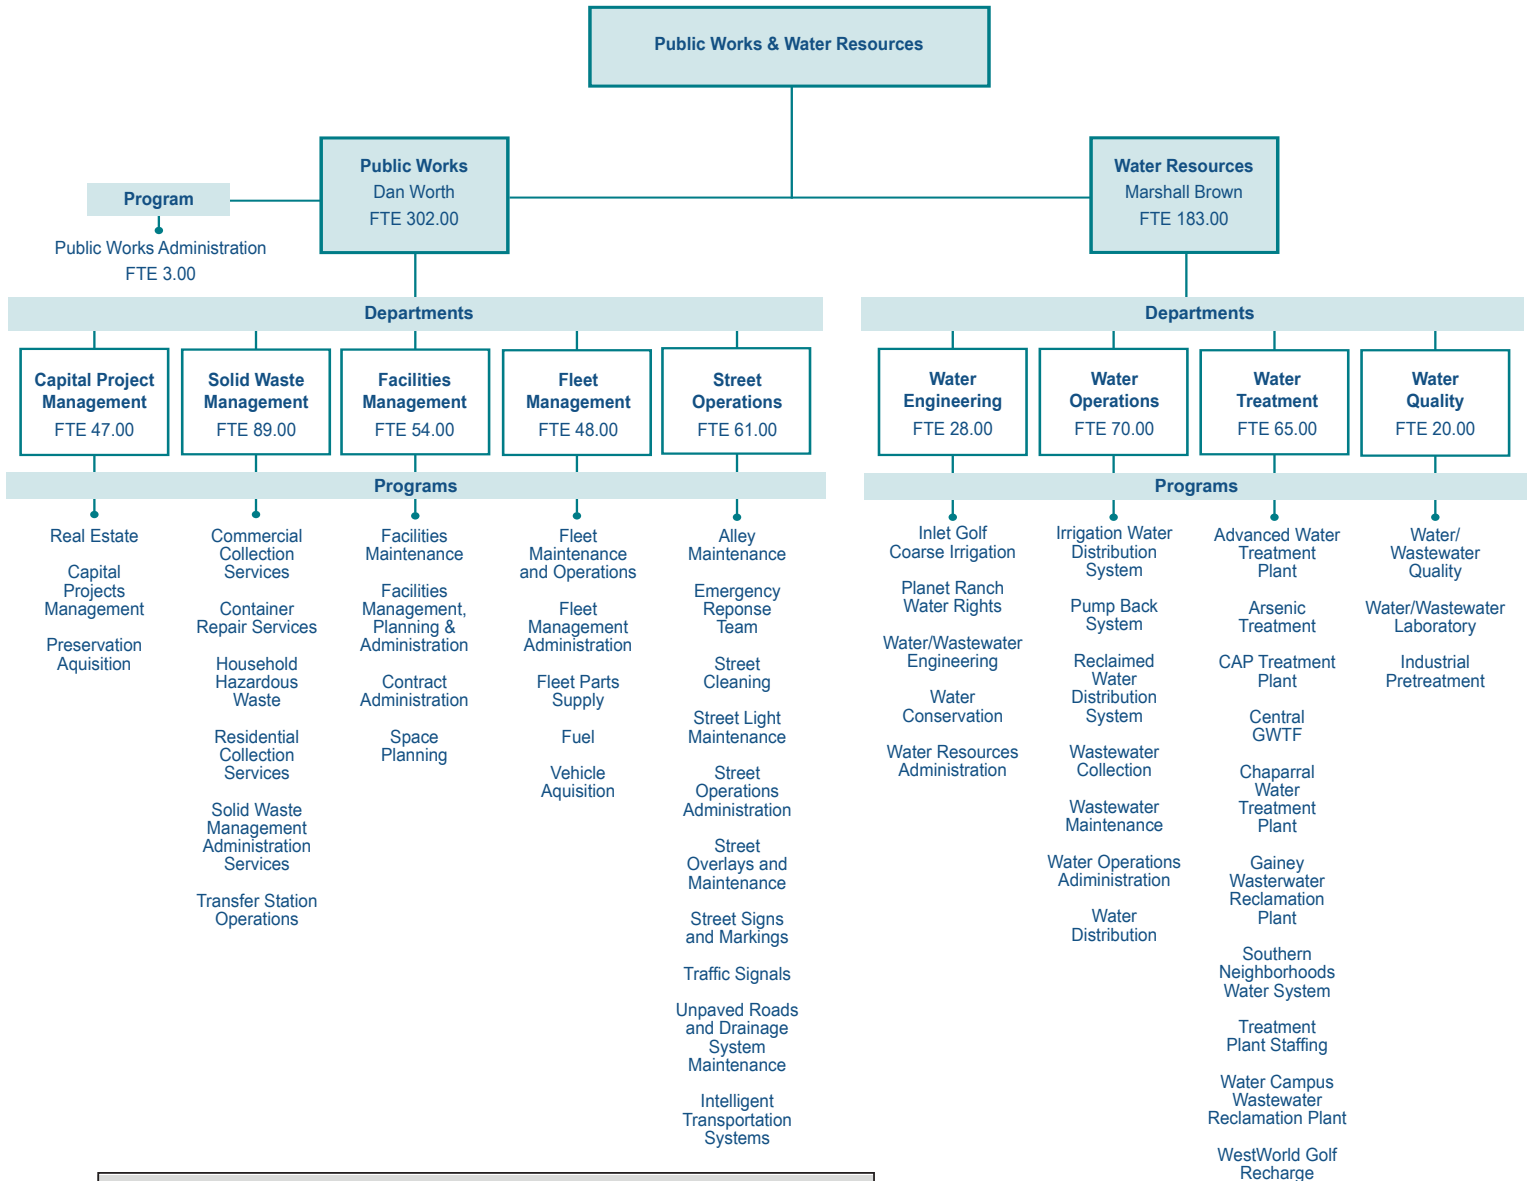 Public Works & Water Resources
Public Works
Dan Worth
FTE 302.00
Water Resources
Marshall Brown
FTE 183.00
Program
Public Works Administration
FTE 3.00
Departments
Capital Project
Management
FTE 47.00
Solid Waste
Management
FTE 89.00
Facilities
Management
FTE 54.00
Fleet
Management
FTE 48.00
Street
Operations
FTE 61.00
Programs
Real Estate
Capital
Projects
Management
Preservation
Aquisition
Commercial
Collection
Services
Container
Repair Services
Household
Hazardous
Waste
Residential
Collection
Services
Solid Waste
Management
Administration
Services
Transfer Station
Operations
Facilities
Maintenance
Facilities
Management,
Planning &
Administration
Contract
Administration
Space
Planning
Fleet
Maintenance
and Operations
Fleet
Management
Administration
Fleet Parts
Supply
Fuel
Vehicle
Aquisition
Alley
Maintenance
Emergency
Reponse
Team
Street
Cleaning
Street Light
Maintenance
Street
Operations
Administration
Street
Overlays and
Maintenance
Street Signs
and Markings
Traffic Signals
Unpaved Roads
and Drainage
System
Maintenance
Intelligent
Transportation
Systems
Departments
Water
Engineering
FTE 28.00
Water
Operations
FTE 70.00
Water
Treatment
FTE 65.00
Water
Quality
FTE 20.00
Programs
Inlet Golf
Coarse Irrigation
Planet Ranch
Water Rights
Water/Wastewater
Engineering
Water
Conservation
Water Resources
Administration
Irrigation Water
Distribution
System
Pump Back
System
Reclaimed
Water
Distribution
System
Wastewater
Collection
Wastewater
Maintenance
Water Operations
Adiministration
Water
Distribution
Advanced Water
Treatment
Plant
Arsenic
Treatment
CAP Treatment
Plant
Central
GWTF
Chaparral
Water
Treatment
Plant
Gainey
Wasterwater
Reclamation
Plant
Southern
Neighborhoods
Water System
Treatment
Plant Staffing
Water Campus
Wastewater
Reclamation Plant
WestWorld Golf
Recharge
Water/
Wastewater
Quality
Water/Wastewater
Laboratory
Industrial
Pretreatment